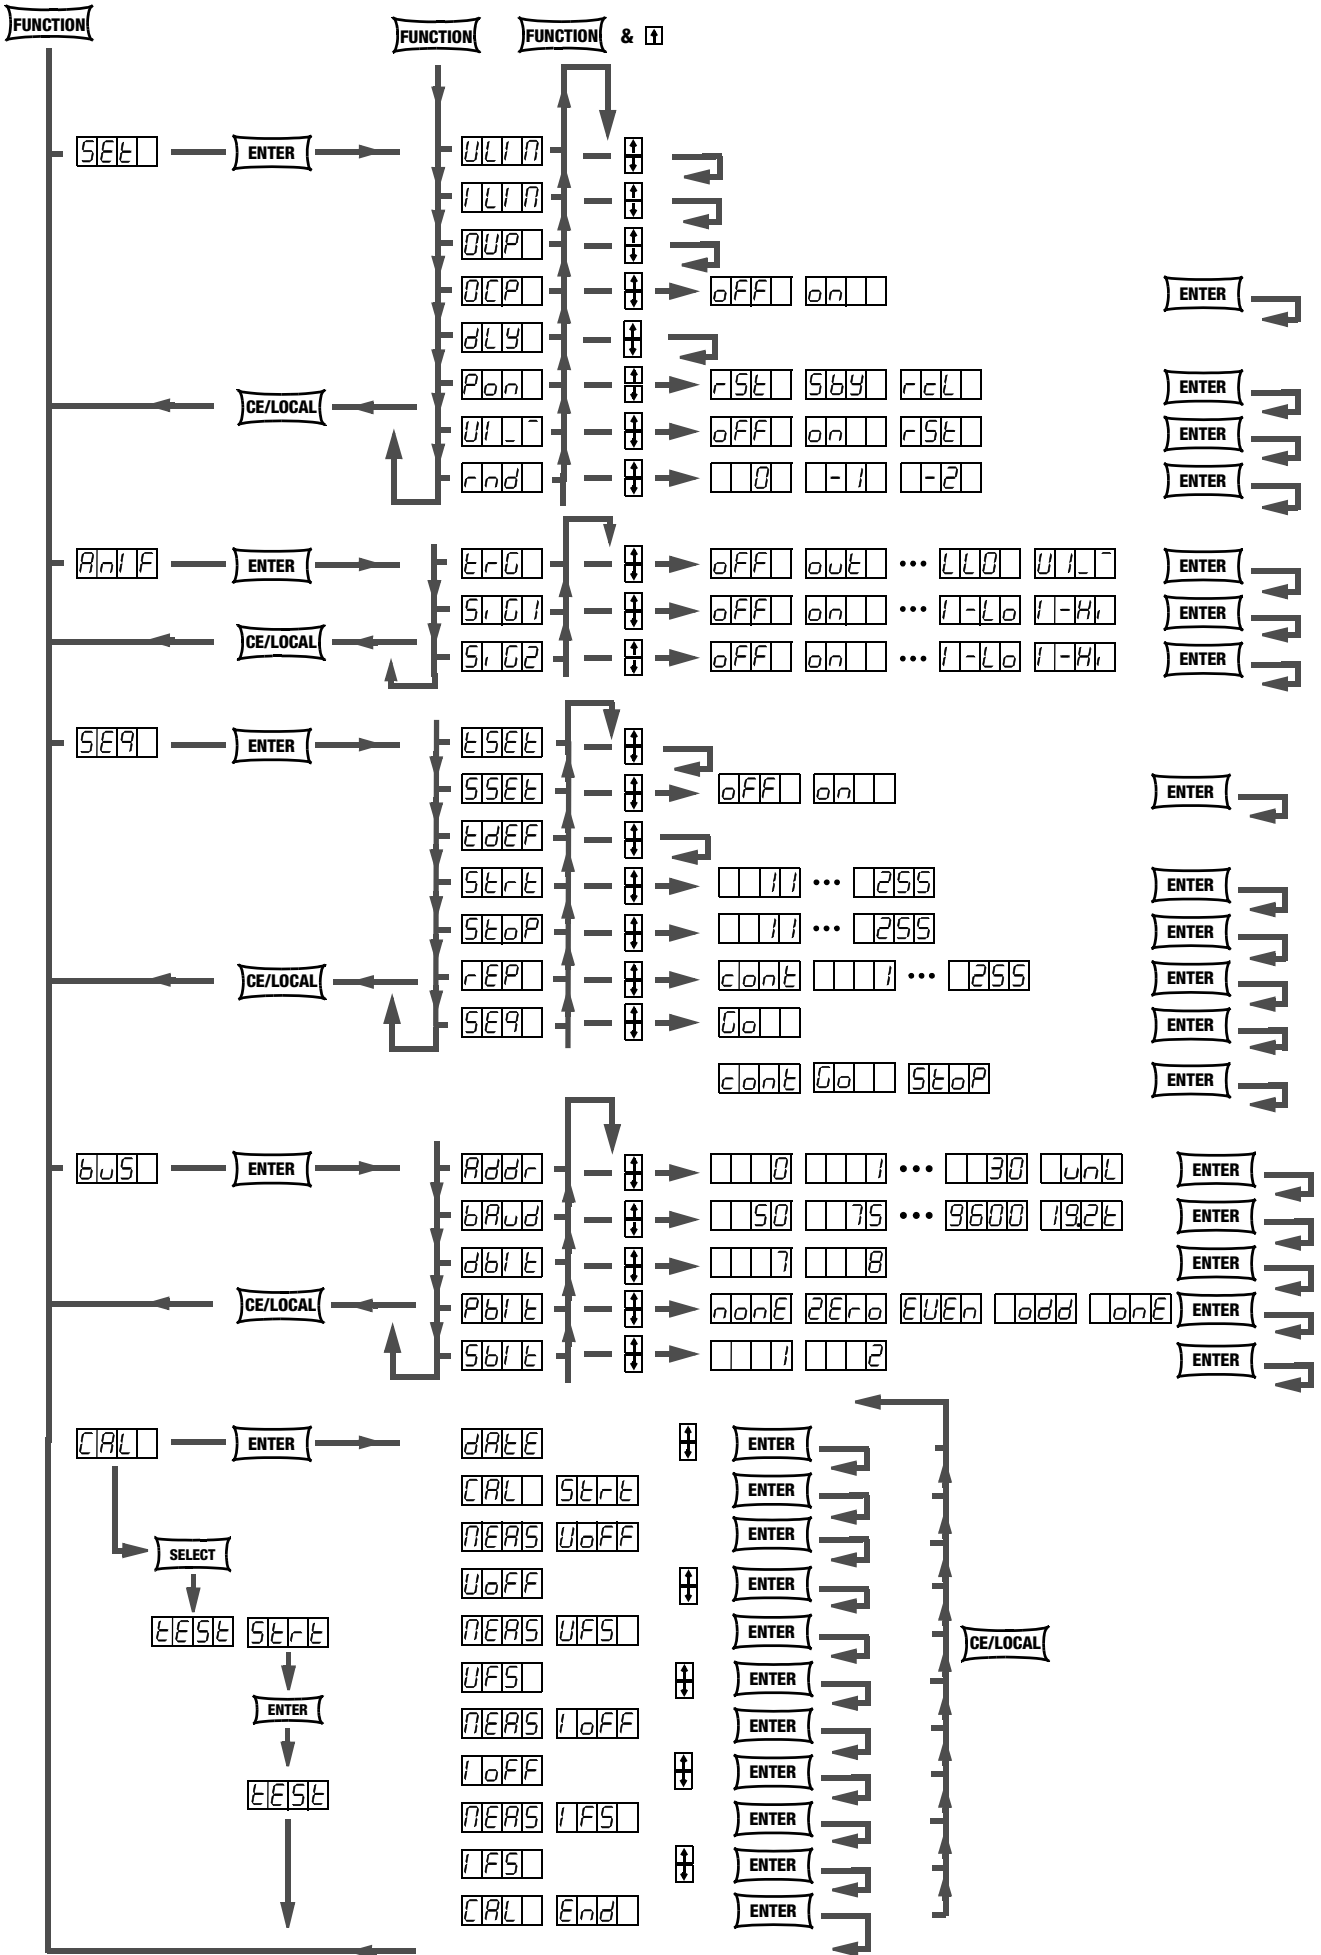 FUNCTION
FUNCTION FUNCTION &
SEt ENTER ULIM
ILIM
OUP
OCP oFF on ENTER
dLY
Pon rSt Sby rcL ENTER
CE/LOCAL
UI_¯ oFF on rSt ENTER
rnd 0 -1 -2 ENTER
AnIF ENTER trG oFF out ... LLO UI_¯ ENTER
SiG1 oFF on ... I-Lo I-Hi ENTER
CE/LOCAL
SiG2 oFF on ... I-Lo I-Hi ENTER
SEq ENTER tSEt
SSEt oFF on ENTER
tdEF
Strt 11 ... 255 ENTER
StoP 11 ... 255 ENTER
CE/LOCAL rEP cont 1 ... 255 ENTER
SEq Go ENTER
cont Go StoP ENTER
buS ENTER Addr 0 1 ... 30 unL ENTER
bAud 50 75 ... 9600 19.2t ENTER
dbIt 7 8 ENTER
CE/LOCAL PbIt nonE ZEro EUEn odd onE ENTER
SbIt 1 2 ENTER
CAL ENTER dAtE ENTER
CAL Strt ENTER
MEAS UoFF ENTER
SELECT
UoFF ENTER
tESt Strt MEAS UFS ENTER CE/LOCAL
UFS ENTER
ENTER MEAS IoFF ENTER
IoFF ENTER
tESt
MEAS IFS ENTER
IFS ENTER
CAL End ENTER